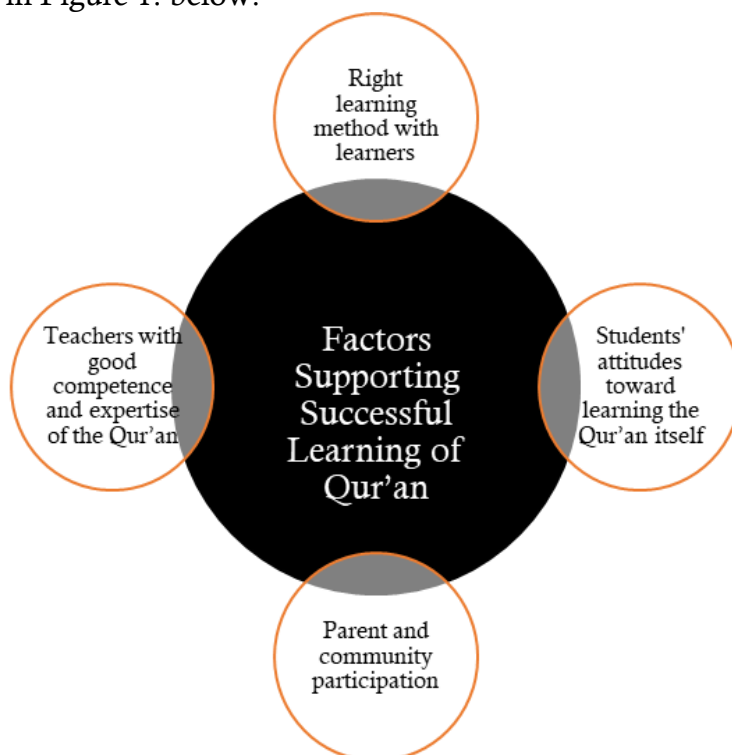 in Figure 1. below:
Right
learning
method with
learners
Teachers with
good
competence
and expertise
of the Qur’an
Factors
Supporting
Successful
Learning of
Qur’an
Students'
attitudes
toward
learning the
Qur’an itself
Parent and
community
participation